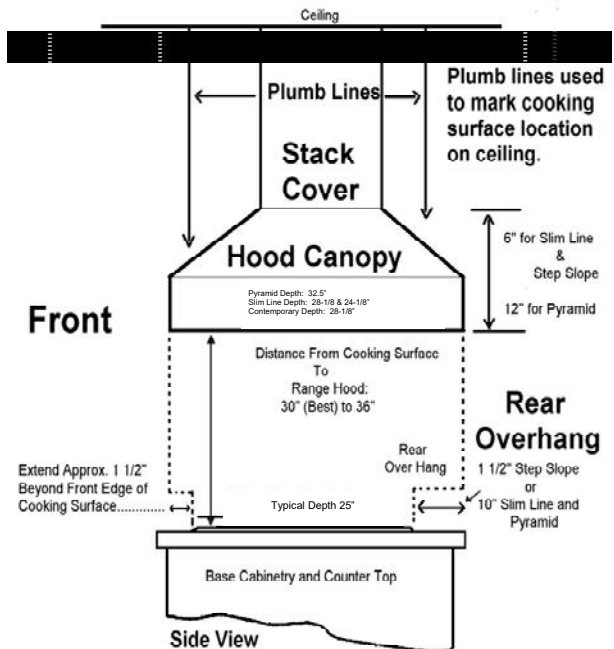 Ceiling
Plumb Lines
Plumb lines used
to mark cooking
surface location
on ceiling.
Stack
Cover
Hood Canopy
6" for Slim Line
&
Step Slope
12" for Pyramid
Pyramid Depth: 32.5"
Slim Line Depth: 28-1/8 & 24-1/8"
Contemporary Depth: 28-1/8"
Front
Distance From Cooking Surface
To
Range Hood:
30" (Best) to 36"
Rear
Overhang
Rear
Over Hang
1 1/2" Step Slope
or
10" Slim Line and
Pyramid
Extend Approx. 1 1/2"
Beyond Front Edge of
Cooking Surface.............
Typical Depth 25"
Base Cabinetry and Counter Top
Side View